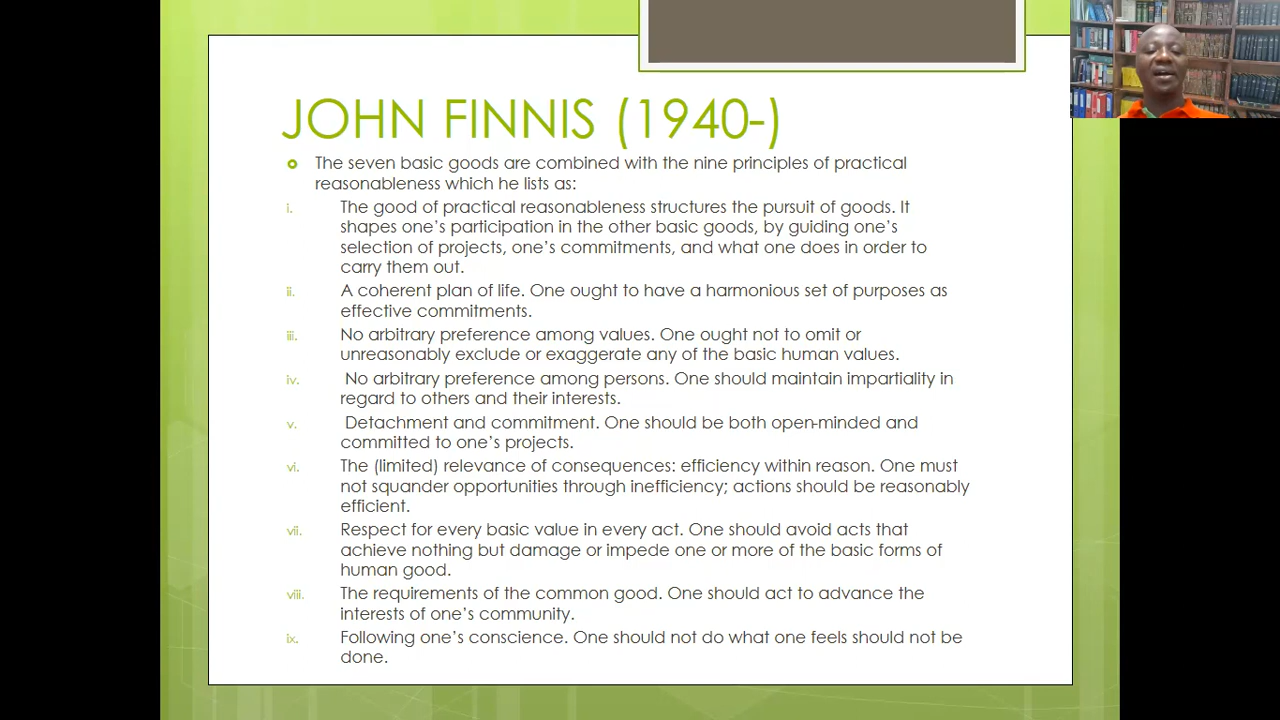 JOHN FINNIS (1940-)
The seven basic goods are combined with the nine principles of practical
reasonableness which he lists as:
i. The good of practical reasonableness structures the pursuit of goods. It
shapes one's participation in the other basic goods, by guiding one's
selection of projects, one's commitments, and what one does in order to
carry them out.
ii. A coherent plan of life. One ought to have a harmonious set of purposes as
effective commitments.
iii. No arbitrary preference among values. One ought not to omit or
unreasonably exclude or exaggerate any of the basic human values.
iv. No arbitrary preference among persons. One should maintain impartiality in
regard to others and their interests.
v. Detachment and commitment. One should be both open-minded and
committed to one's projects.
vi. The (limited) relevance of consequences: efficiency within reason. One must
not squander opportunities through inefficiency; actions should be reasonably
efficient.
vii. Respect for every basic value in every act. One should avoid acts that
achieve nothing but damage or impede one or more of the basic forms of
human good.
viii. The requirements of the common good. One should act to advance the
interests of one's community.
ix. Following one's conscience. One should not do what one feels should not be
done.